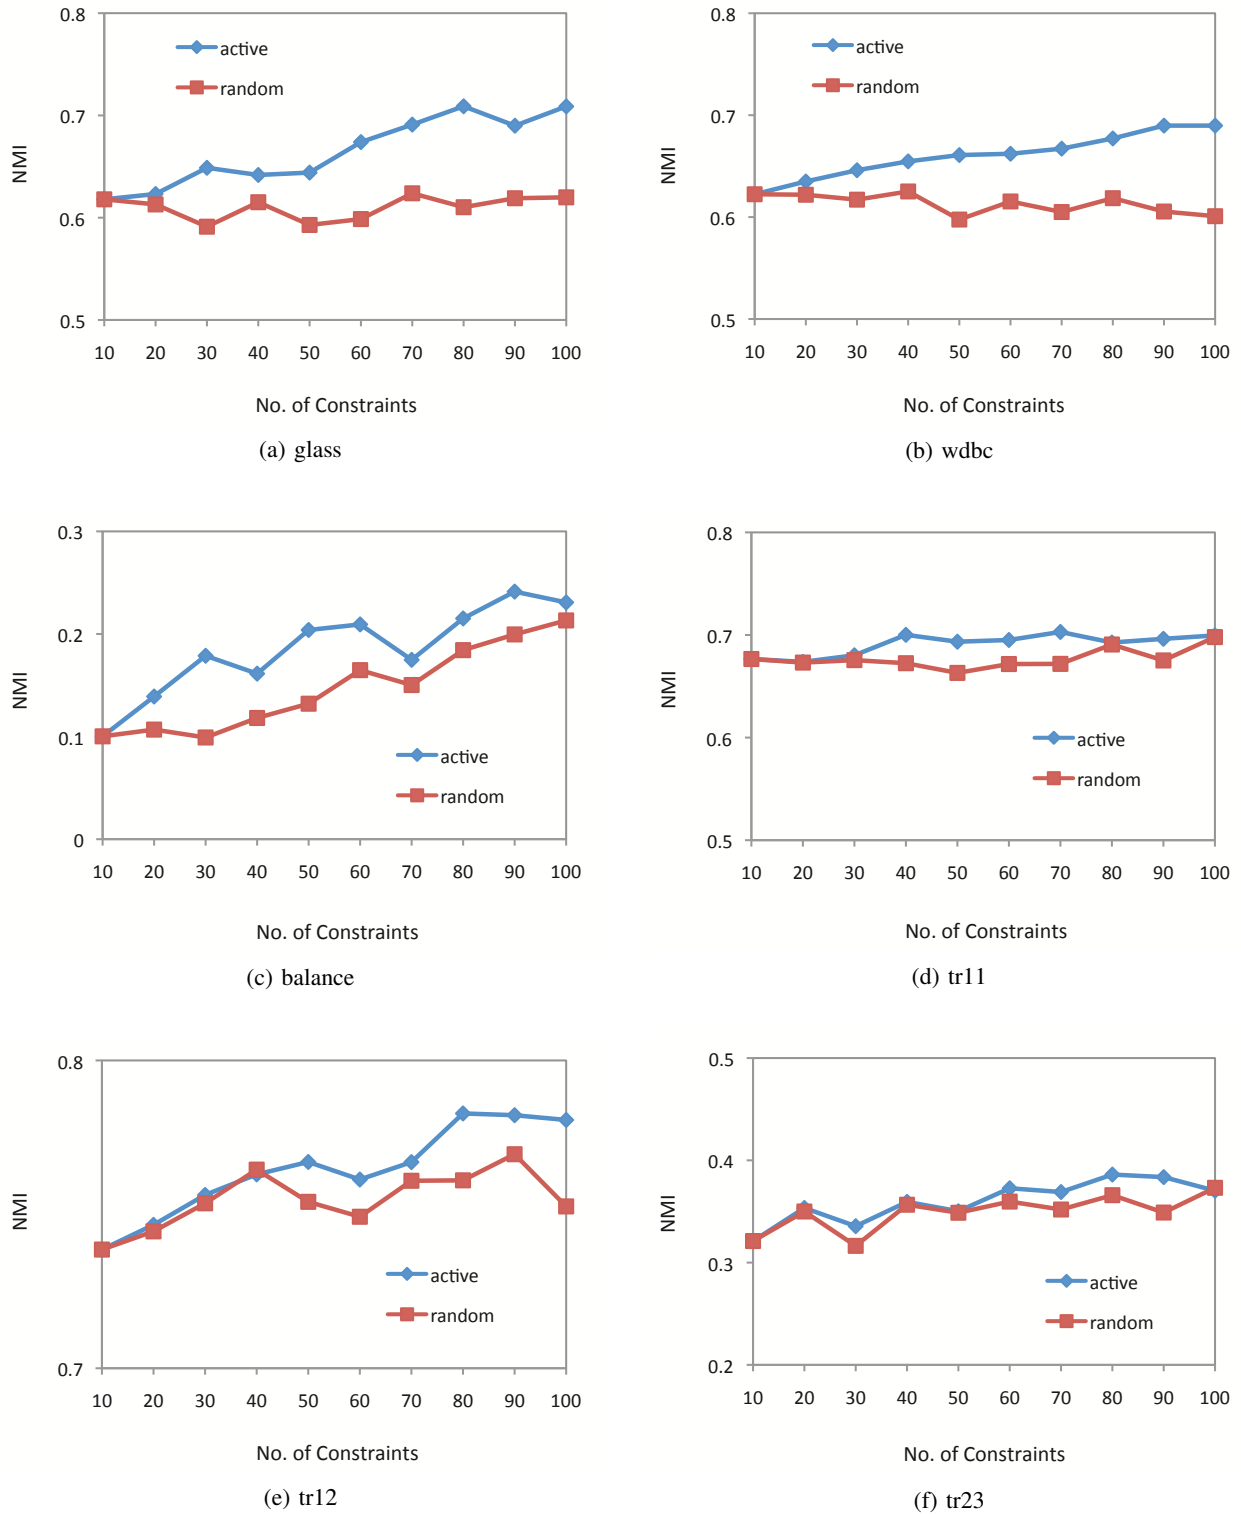 0.8
active
random
0.7
NMI
0.6
0.5
10 20 30 40 50 60 70 80 90 100
No. of Constraints
(a) glass
0.8
active
random
0.7
NMI
0.6
0.5
10 20 30 40 50 60 70 80 90 100
No. of Constraints
(b) wdbc
0.3
0.2
NMI
0.1
active
random
0
10 20 30 40 50 60 70 80 90 100
No. of Constraints
(c) balance
0.8
0.7
NMI
0.6
active
random
0.5
10 20 30 40 50 60 70 80 90 100
No. of Constraints
(d) tr11
0.8
NMI
active
random
0.7
10 20 30 40 50 60 70 80 90 100
No. of Constraints
(e) tr12
0.5
0.4
NMI
0.3
active
random
0.2
10 20 30 40 50 60 70 80 90 100
No. of Constraints
(f) tr23